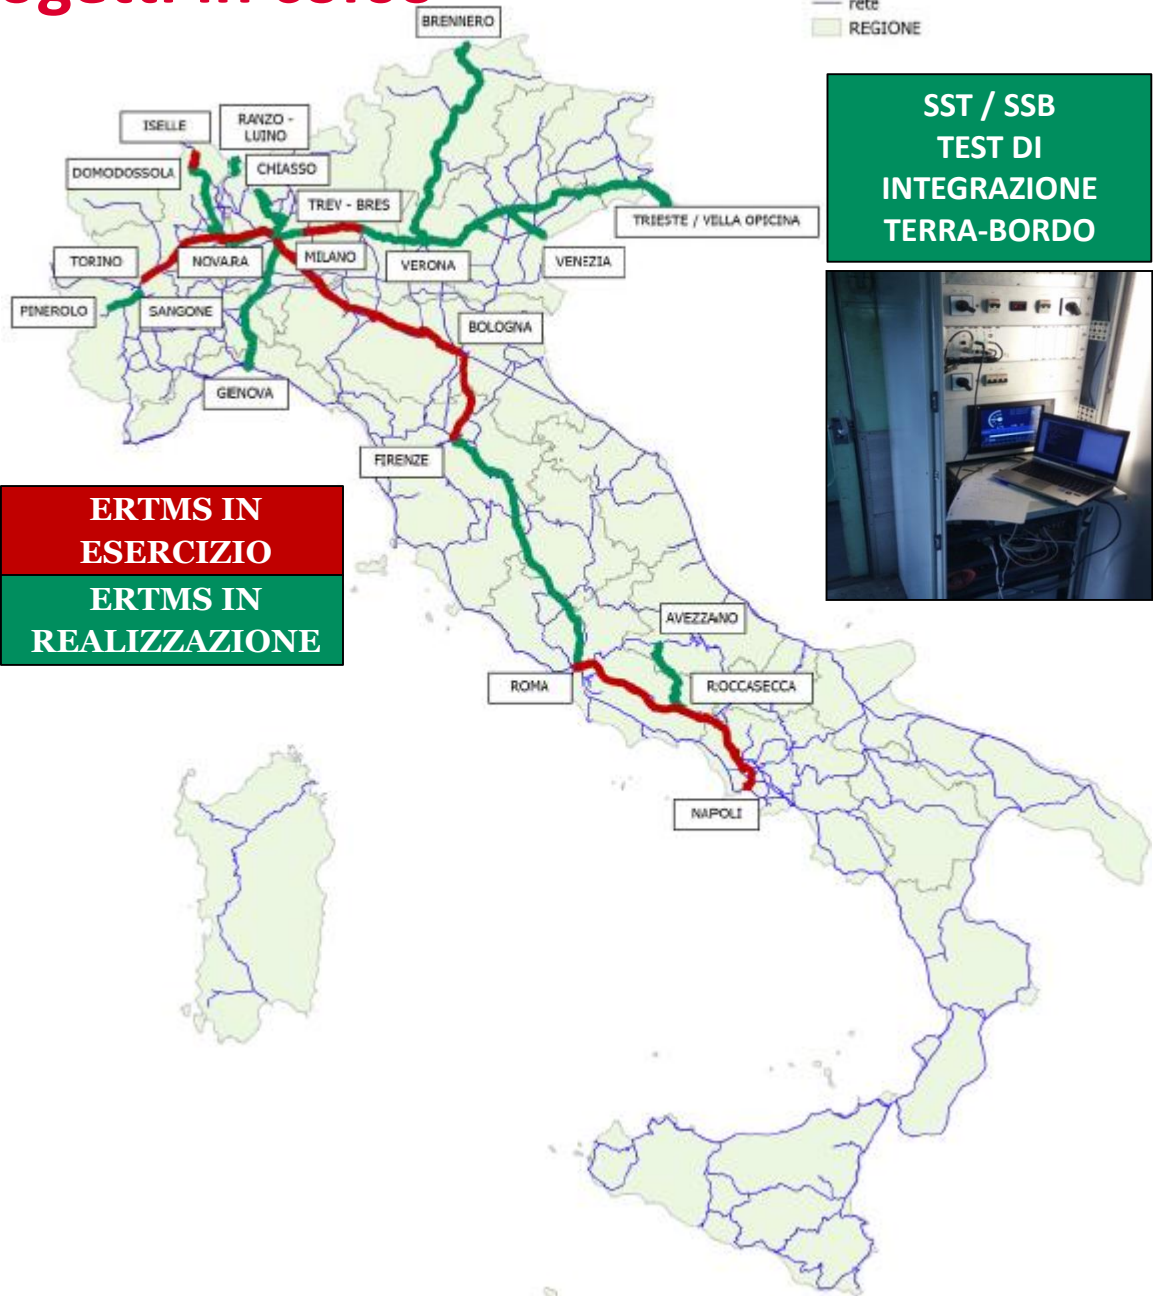 rete
REGIONE
BRENNERO
SST / SSB
TEST DI
INTEGRAZIONE
TERRA-BORDO
ISELLE
RANZO -
LUINO
DOMODOSSOLA
CHIASSO
TREV - BRES
TRIESTE / VILLA OPICINA
TORINO
NOVARA
MILANO
VERONA
VENEZIA
PINEROLO
SANGONE
BOLOGNA
GENOVA
FIRENZE
ERTMS IN
ESERCIZIO
ERTMS IN
REALIZZAZIONE
AVEZZANO
ROMA
ROCCASECCA
NAPOLI